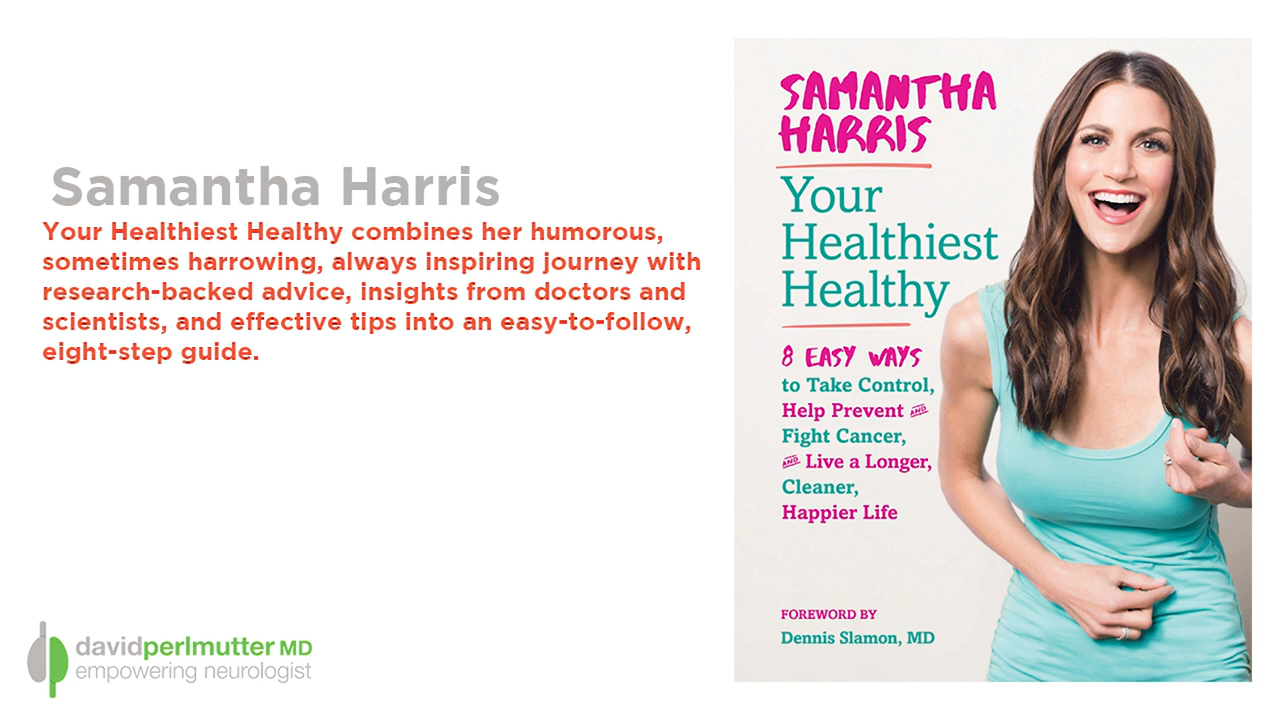 Samantha Harris
Your Healthiest Healthy combines her humorous,
sometimes harrowing, always inspiring journey with
research-backed advice, insights from doctors and
scientists, and effective tips into an easy-to-follow,
eight-step guide.
davidperlmutter MD
empowering neurologist
SAMANTHA
HARRIS
Your
Healthiest
Healthy
8 EASY WAYS
to Take Control,
Help Prevent AND
Fight Cancer,
AND Live a Longer,
Cleaner,
Happier Life
FOREWORD BY
Dennis Slamon, MD